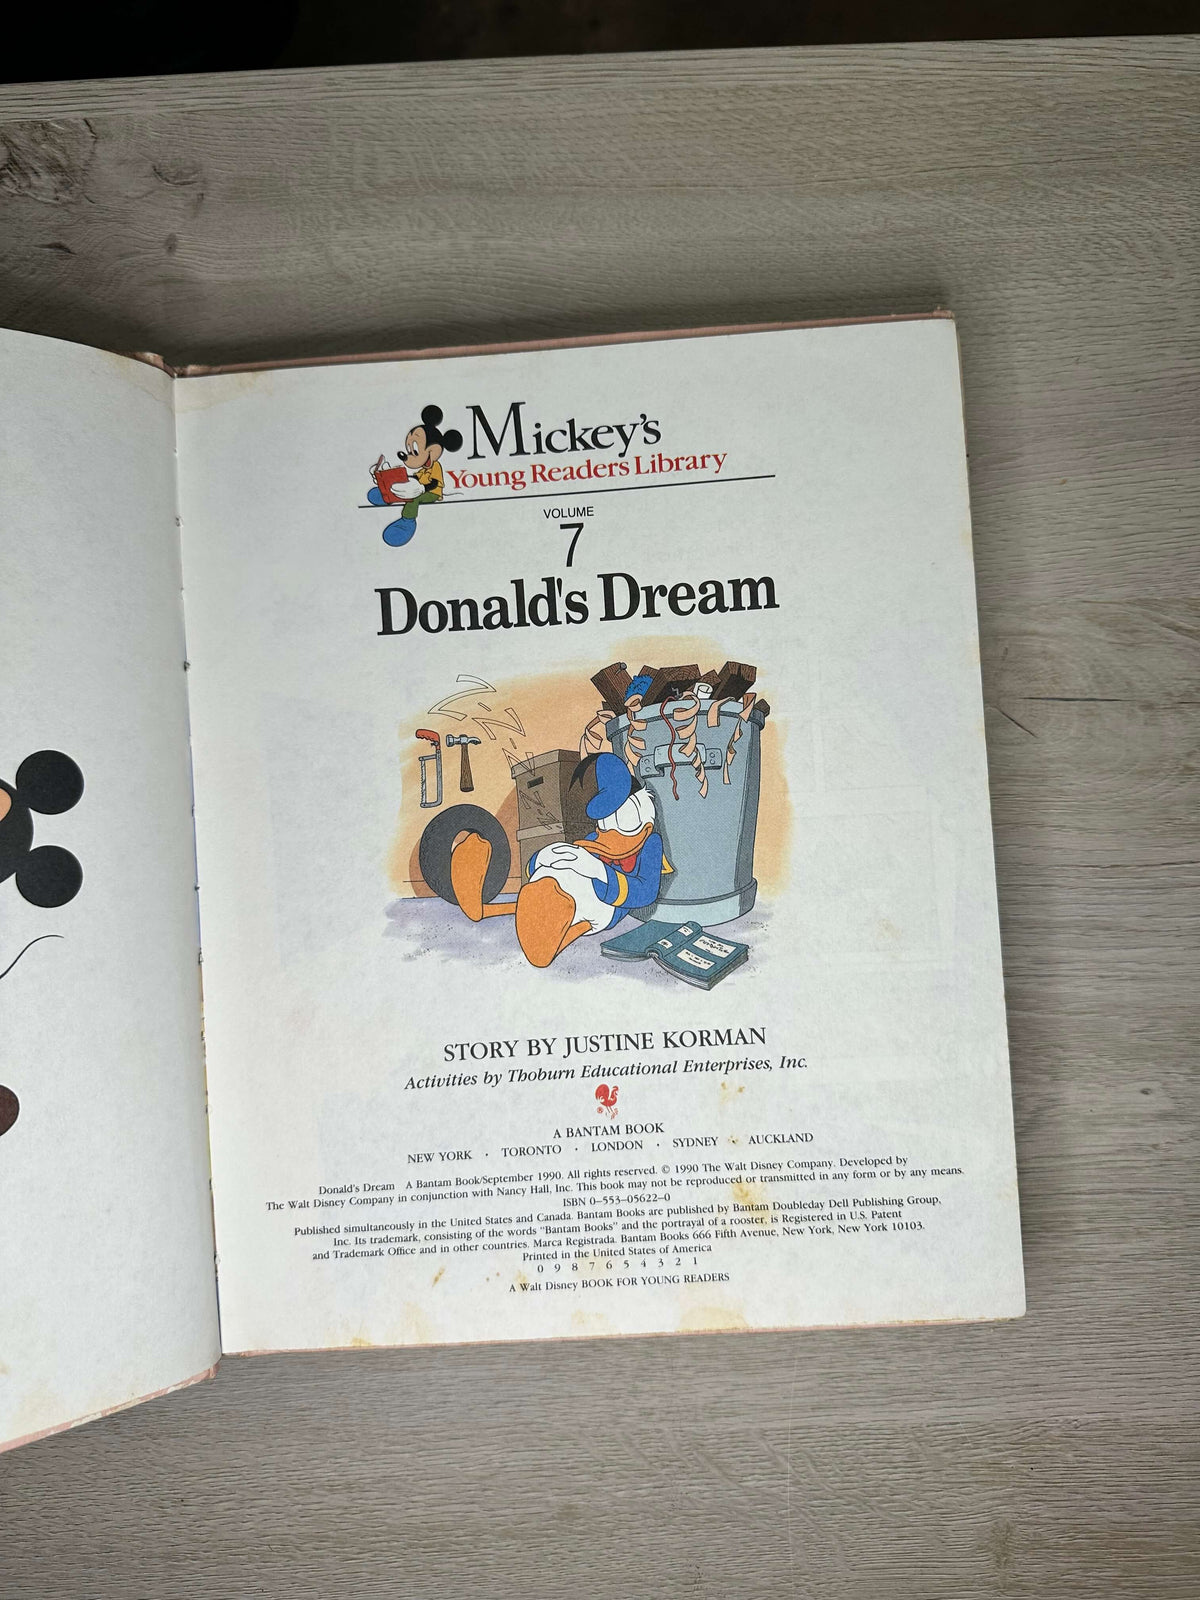 Mickey's
Young Readers Library
VOLUME
7
Donald's Dream
STORY BY JUSTINE KORMAN
Activities by Thoburn Educational Enterprises, Inc.
®
A BANTAM BOOK
NEW YORK · TORONTO · LONDON · SYDNEY · AUCKLAND
Donald's Dream A Bantam Book/September 1990. All rights reserved. © 1990 The Walt Disney Company. Developed by
The Walt Disney Company in conjunction with Nancy Hall, Inc. This book may not be reproduced or transmitted in any form or by any means.
ISBN 0–553–05622–0
Published simultaneously in the United States and Canada. Bantam Books are published by Bantam Doubleday Dell Publishing Group,
Inc. Its trademark, consisting of the words "Bantam Books" and the portrayal of a rooster, is Registered in U.S. Patent
and Trademark Office and in other countries. Marca Registrada. Bantam Books 666 Fifth Avenue, New York, New York 10103.
Printed in the United States of America
0 9 8 7 6 5 4 3 2 1
A Walt Disney BOOK FOR YOUNG READERS